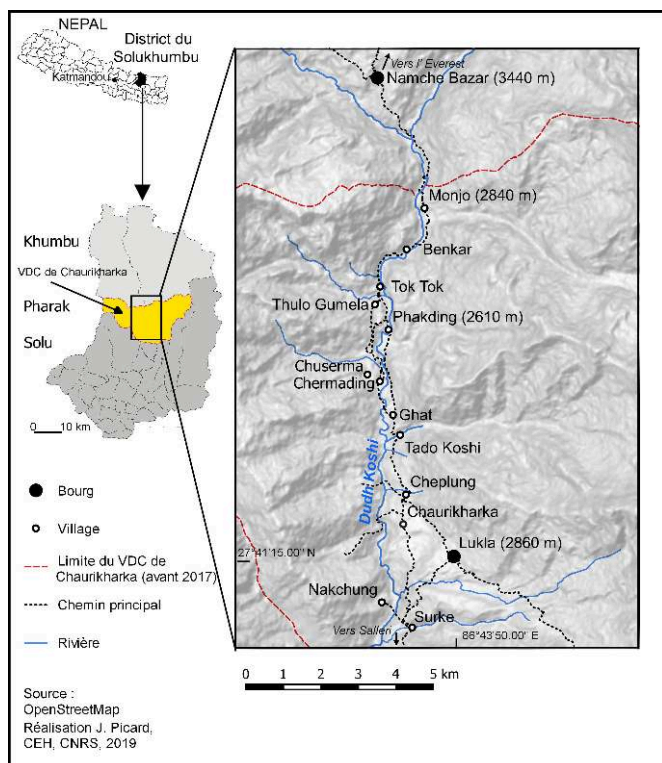 NEPAL
District du
Solukhumbu
Katmandou
Khumbu
VDC de Chaurikharka
Pharak
Solu
0 10 km
Bourg
Village
Limite du VDC de
Chaurikharka (avant 2017)
Chemin principal
Rivière
Source :
OpenStreetMap
Réalisation J. Picard,
CEH, CNRS, 2019
Vers l' Everest
Namche Bazar (3440 m)
Monjo (2840 m)
Benkar
Tok Tok
Thulo Gumela
Phakding (2610 m)
Chuserma
Chermading
Ghat
Tado Koshi
Dudh Koshi
Cheplung
Chaurikharka
27°41'15.00" N
Lukla (2860 m)
Nakchung
Surke
Vers Salleri
86°43'50.00" E
0 1 2 3 4 5 km